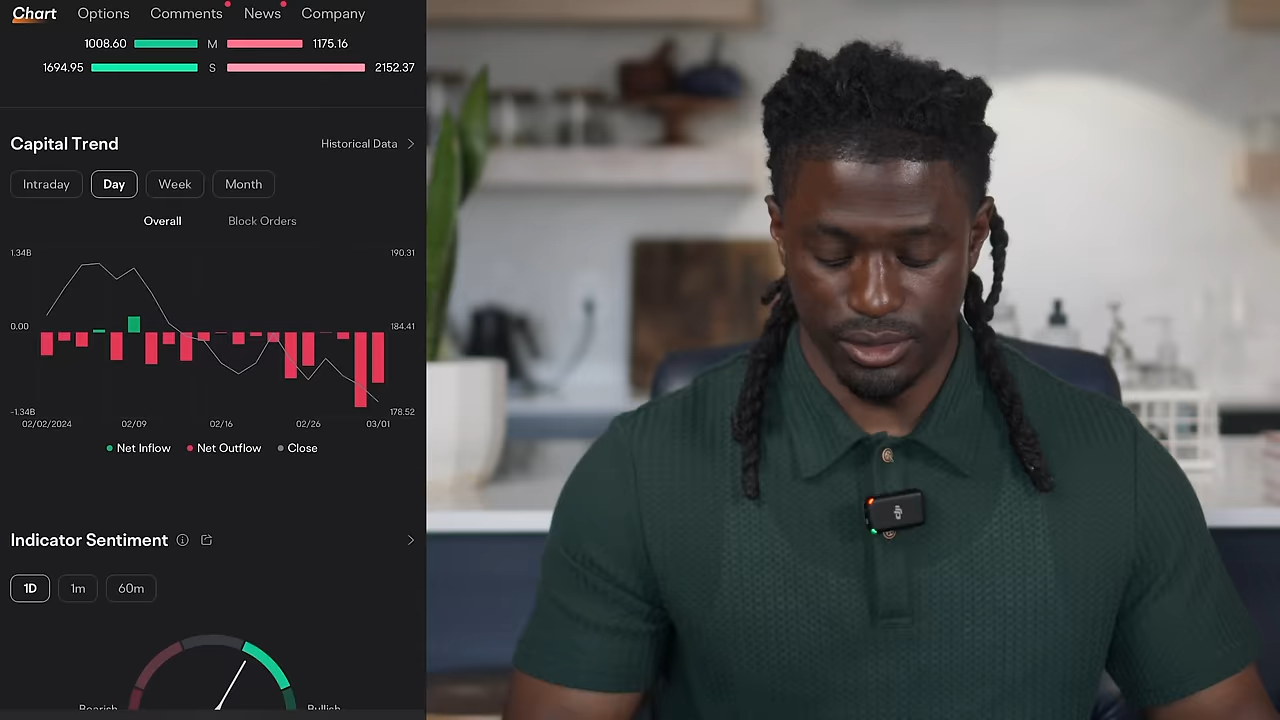 Chart Options Comments News Company
1008.60 M 1175.16
1694.95 S 2152.37
Capital Trend Historical Data
Intraday Day Week Month
Overall Block Orders
1.34B 190.31
0.00 184.41
-1.34B 178.52
02/02/2024 02/09 02/16 02/26 03/01
Net Inflow Net Outflow Close
Indicator Sentiment
1D 1m 60m
Bearish Bullish